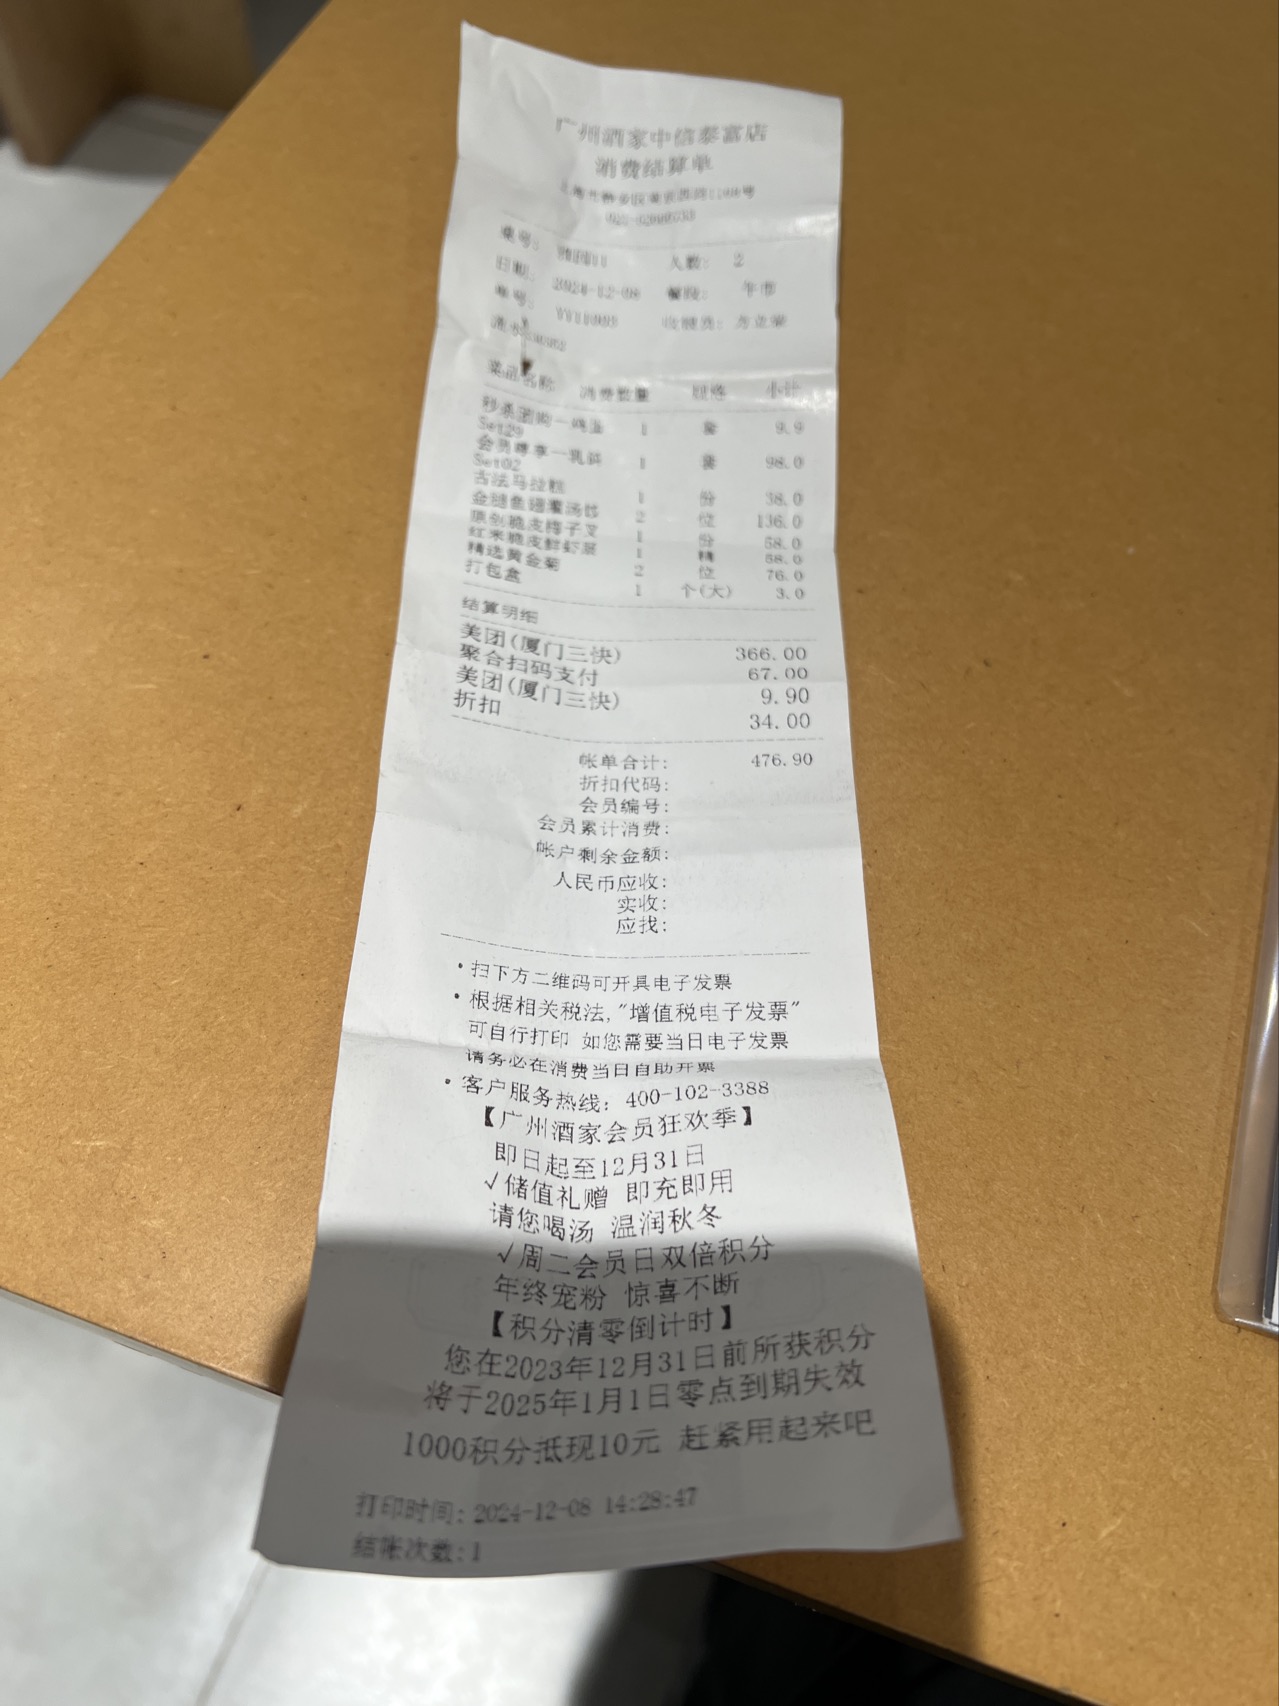 广州酒家中信泰富店
消费结算单
桌号: 人数: 2
日期: 2024-12-08 餐段: 午市
单号: 收银员: 方立荣
菜品名称 消费数量 规格 小计
秒杀团购一鸡蛋 1 套 9.9
Set29
会员尊享一乳鸽 1 套 98.0
Set02
古法马拉糕 1 份 38.0
金汤鱼翅灌汤饺 2 位 136.0
原创脆皮梅子叉 1 份 58.0
红米脆皮鲜虾肠 1 精 58.0
精选黄金菊 2 位 76.0
打包盒 1 个(大) 3.0
结算明细
美团(厦门三快) 366.00
聚合扫码支付 67.00
美团(厦门三快) 9.90
折扣 34.00
帐单合计: 476.90
折扣代码:
会员编号:
会员累计消费:
帐户剩余金额:
人民币应收:
实收:
应找:
·扫下方二维码可开具电子发票
·根据相关税法,"增值税电子发票"
可自行打印 如您需要当日电子发票
请务必在消费当日自助开票
·客户服务热线: 400-102-3388
【广州酒家会员狂欢季】
即日起至12月31日
√储值礼赠 即充即用
请您喝汤 温润秋冬
√周二会员日双倍积分
年终宠粉 惊喜不断
【积分清零倒计时】
您在2023年12月31日前所获积分
将于2025年1月1日零点到期失效
1000积分抵现10元 赶紧用起来吧
打印时间: 2024-12-08 14:28:47
结账次数:1